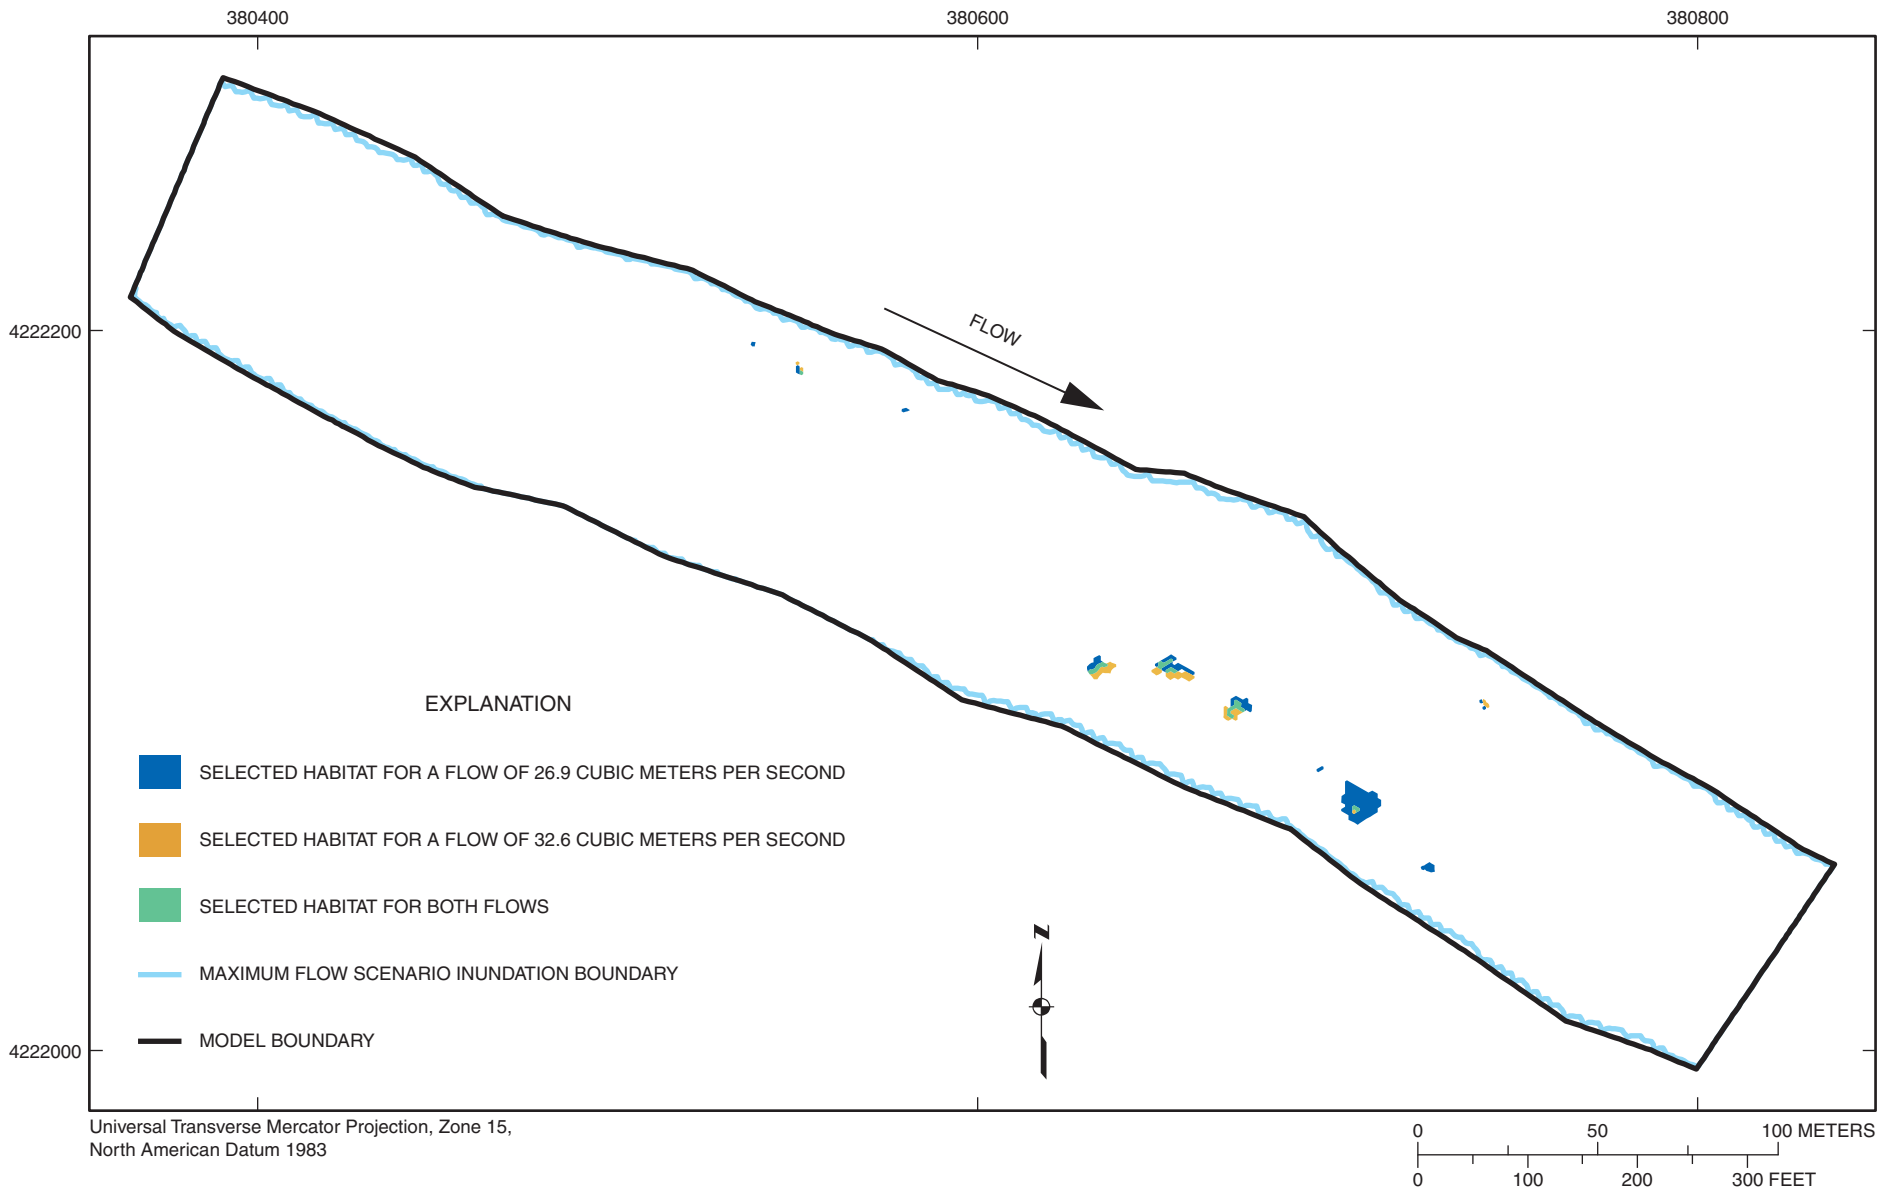 380400
380600
380800
4222200
FLOW
EXPLANATION
SELECTED HABITAT FOR A FLOW OF 26.9 CUBIC METERS PER SECOND
SELECTED HABITAT FOR A FLOW OF 32.6 CUBIC METERS PER SECOND
SELECTED HABITAT FOR BOTH FLOWS
MAXIMUM FLOW SCENARIO INUNDATION BOUNDARY
MODEL BOUNDARY
N
4222000
Universal Transverse Mercator Projection, Zone 15,
North American Datum 1983
0 50 100 METERS
0 100 200 300 FEET